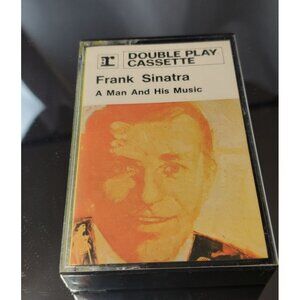 r DOUBLE PLAY
CASSETTE
Frank Sinatra
A Man And His Music